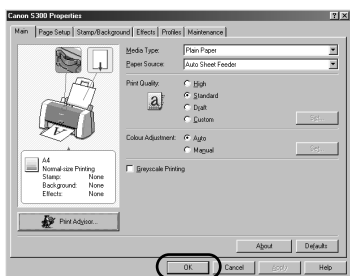 Canon S300 Properties
Main Page Setup Stamp/Background Effects Profiles Maintenance
Media Type: Plain Paper
Paper Source: Auto Sheet Feeder
Print Quality: High
Standard
Draft
Custom Set...
Colour Adjustment: Auto
Manual Set...
Greyscale Printing
A4
Normal-size Printing
Stamp: None
Background: None
Effects: None
Print Advisor...
About Defaults
OK Cancel Apply Help